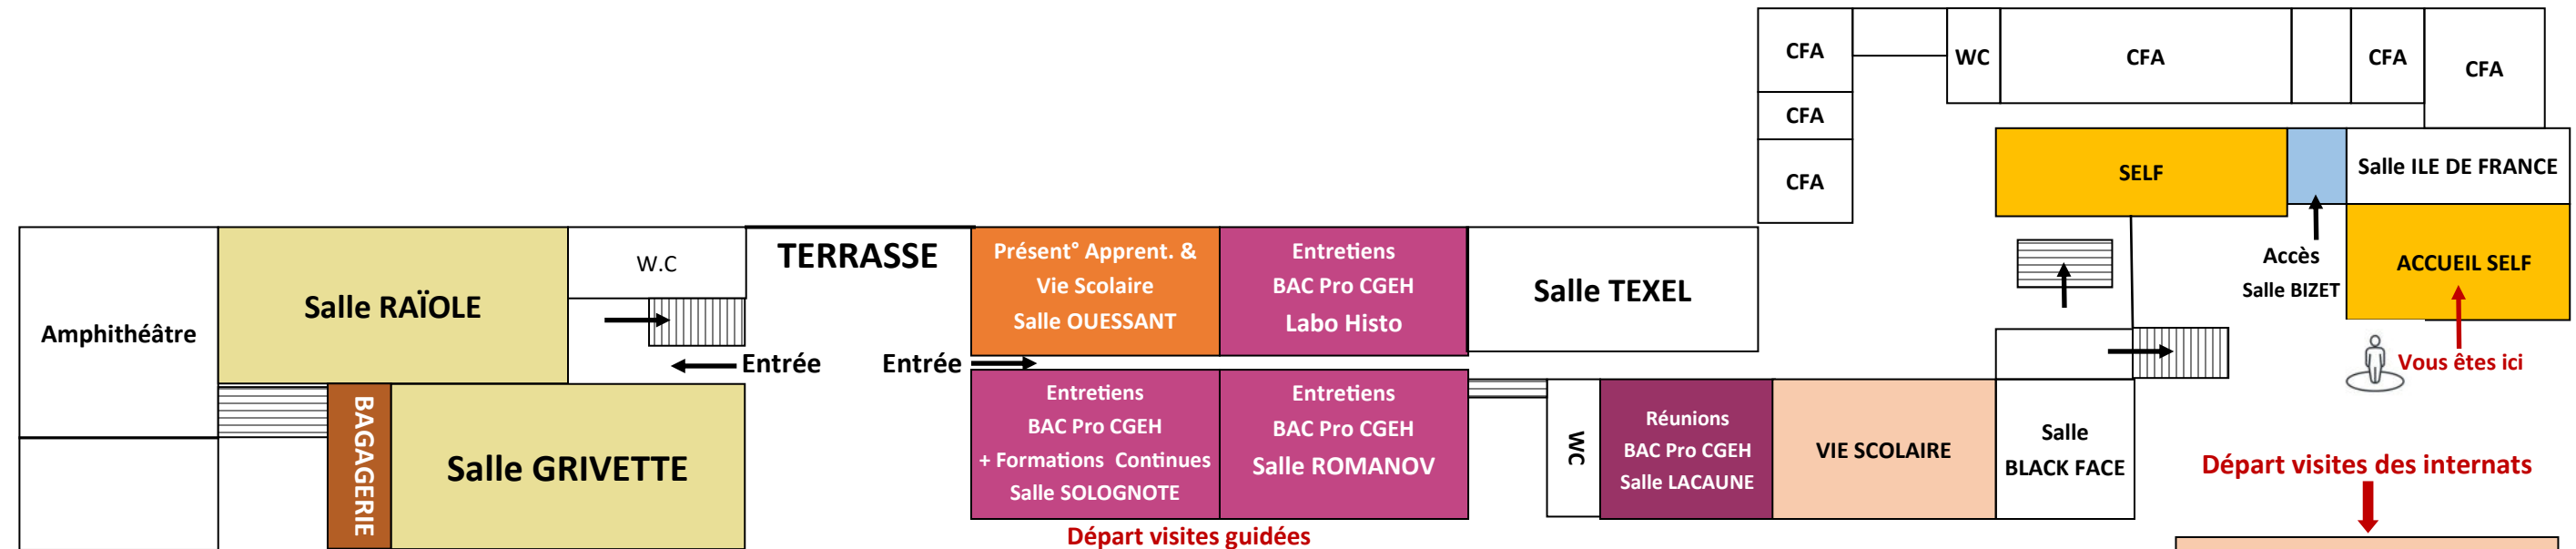 CFA
WC
CFA
CFA
CFA
CFA
CFA
SELF
Salle ILE DE FRANCE
Accès
Salle BIZET
ACCUEIL SELF
Vous êtes ici
Amphithéâtre
Salle RAÏOLE
W.C
TERRASSE
Présent° Apprent. &
Vie Scolaire
Salle OUESSANT
Entretiens
BAC Pro CGEH
Labo Histo
Salle TEXEL
Entrée
Entrée
BAGAGERIE
Salle GRIVETTE
Entretiens
BAC Pro CGEH
+ Formations Continues
Salle SOLOGNOTE
Entretiens
BAC Pro CGEH
Salle ROMANOV
WC
Réunions
BAC Pro CGEH
Salle LACAUNE
VIE SCOLAIRE
Salle
BLACK FACE
Départ visites des internats
Départ visites guidées